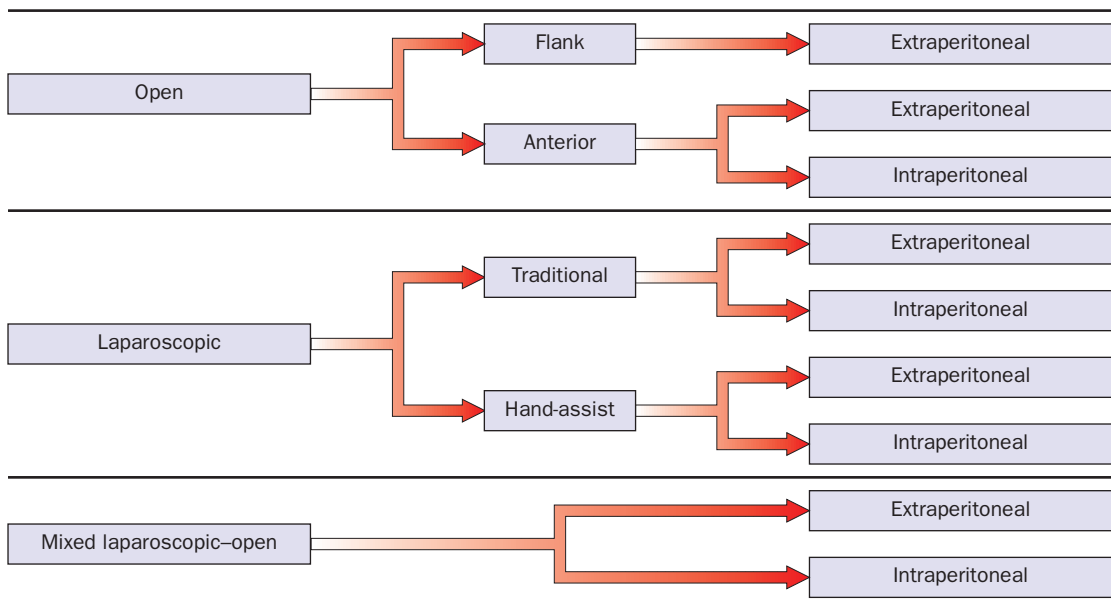 Flank
Extraperitoneal
Open
Extraperitoneal
Anterior
Intraperitoneal
Extraperitoneal
Traditional
Intraperitoneal
Laparoscopic
Extraperitoneal
Hand-assist
Intraperitoneal
Extraperitoneal
Mixed laparoscopic–open
Intraperitoneal